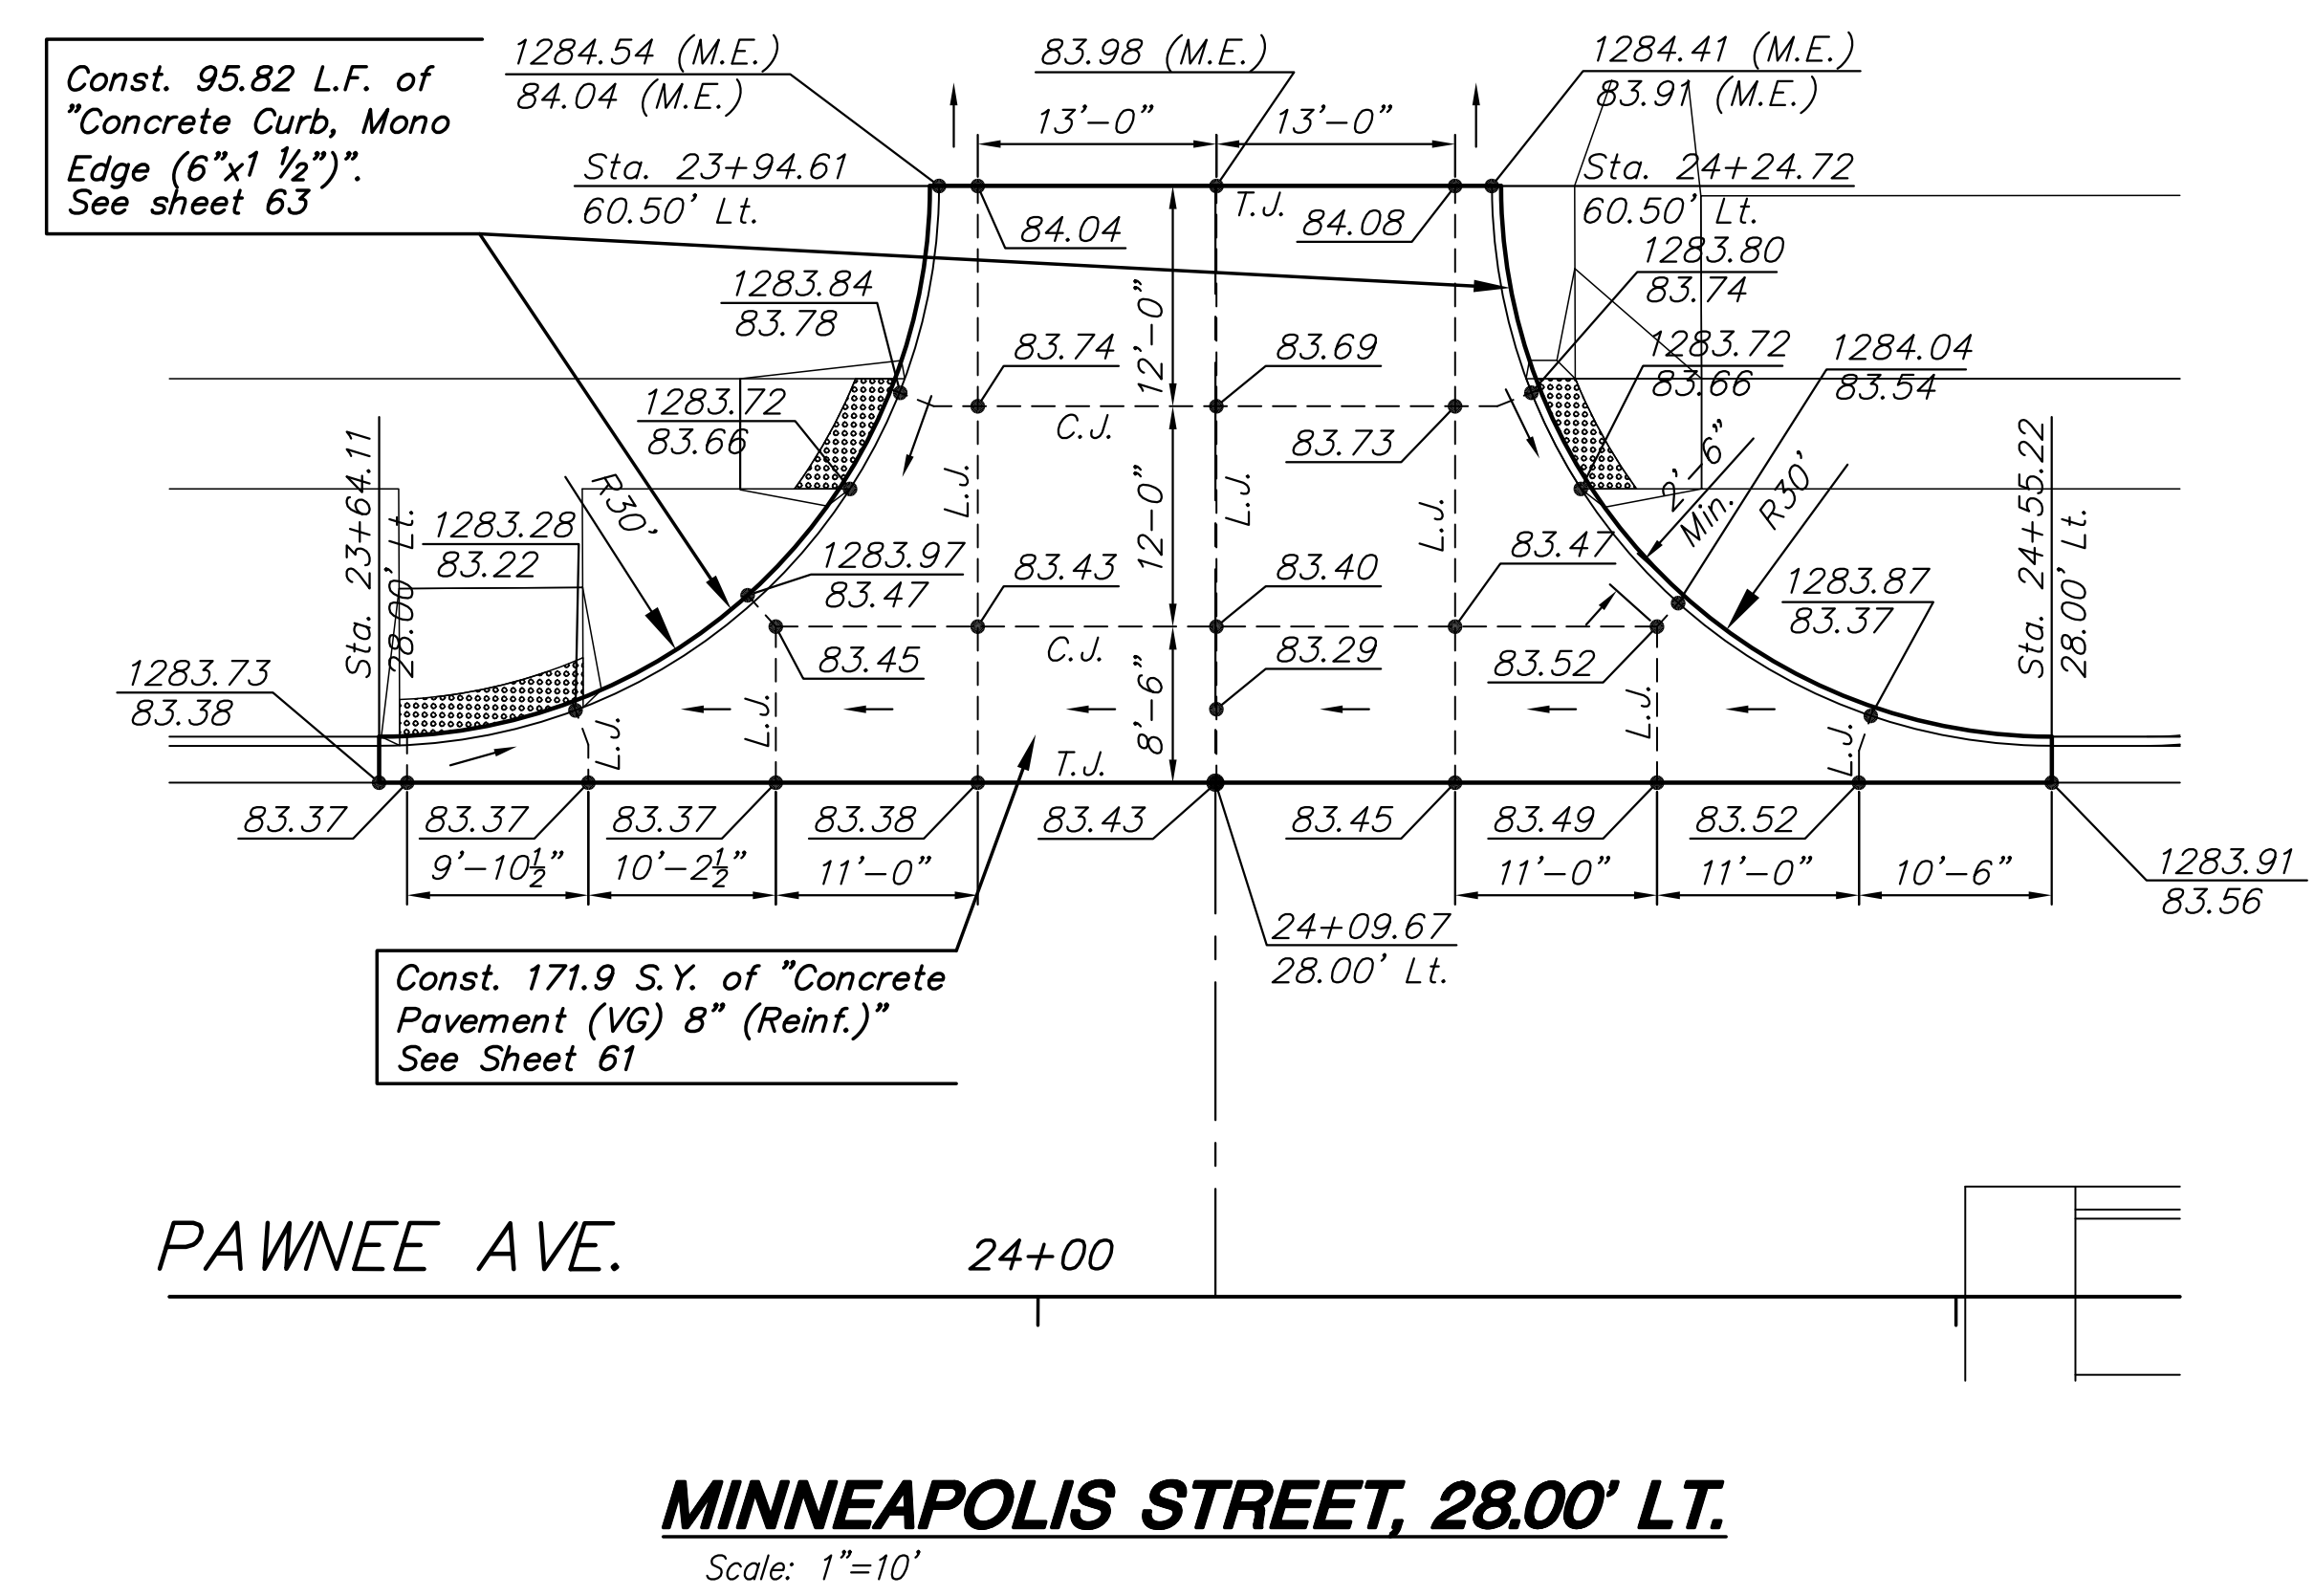 Const. 95.82 L.F. of
"Concrete Curb, Mono
Edge (6"x1 ½")".
See sheet 63
1284.54 (M.E.)
84.04 (M.E.)
83.98 (M.E.)
1284.41 (M.E.)
83.91 (M.E.)
13'-0"
13'-0"
Sta. 23+94.61
60.50' Lt.
Sta. 24+24.72
60.50' Lt.
T.J.
84.04
84.08
1283.84
83.78
1283.80
83.74
12'-0"
83.74
83.69
1283.72
83.66
1284.04
83.54
1283.72
83.66
C.J.
83.73
Sta. 23+64.11
28.00' Lt.
R30'
L.J.
L.J.
L.J.
2'-6"
Min.
R30'
Sta. 24+55.22
28.00' Lt.
1283.28
83.22
1283.97
83.47
83.43
12'-0"
83.40
83.47
1283.87
83.37
83.45
C.J.
83.29
83.52
1283.73
83.38
L.J.
L.J.
8'-6"
L.J.
L.J.
T.J.
83.37
83.37
83.37
83.38
83.43
83.45
83.49
83.52
1283.91
83.56
9'-10½"
10'-2½"
11'-0"
11'-0"
11'-0"
10'-6"
24+09.67
28.00' Lt.
Const. 171.9 S.Y. of "Concrete
Pavement (VG) 8" (Reinf.)"
See Sheet 61
PAWNEE AVE.
24+00
MINNEAPOLIS STREET, 28.00' LT.
Scale: 1"=10'